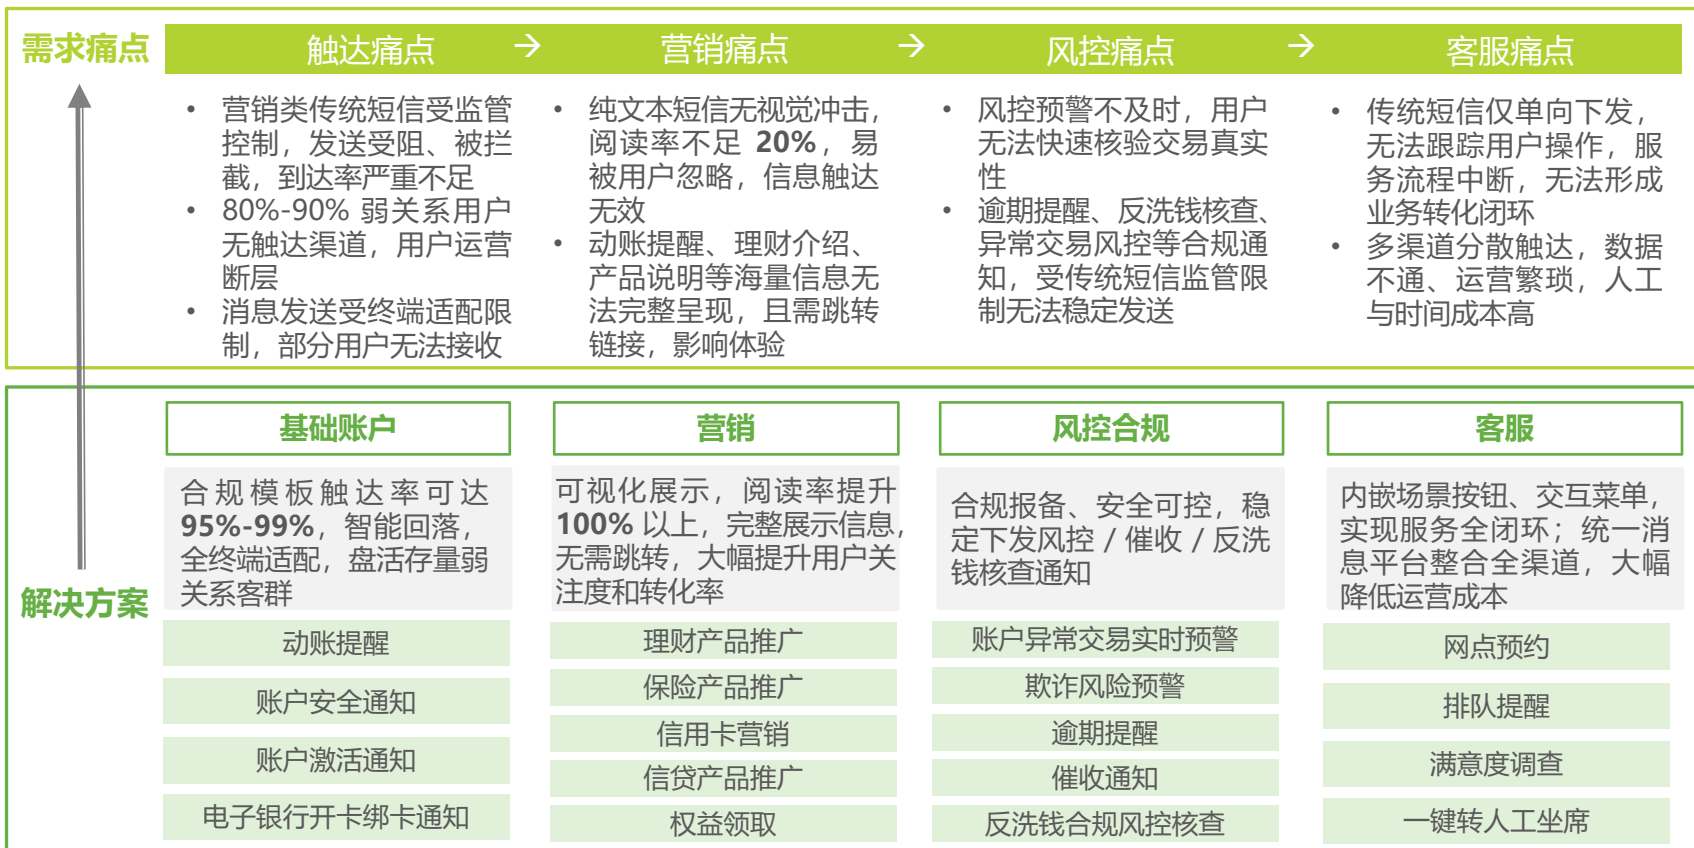 需求痛点
触达痛点 → 营销痛点 → 风控痛点 → 客服痛点
• 营销类传统短信受监管
控制，发送受阻、被拦
截，到达率严重不足
• 80%-90% 弱关系用户
无触达渠道，用户运营
断层
• 消息发送受终端适配限
制，部分用户无法接收
• 纯文本短信无视觉冲击，
阅读率不足 20%，易
被用户忽略，信息触达
无效
• 动账提醒、理财介绍、
产品说明等海量信息无
法完整呈现，且需跳转
链接，影响体验
• 风控预警不及时，用户
无法快速核验交易真实
性
• 逾期提醒、反洗钱核查、
异常交易风控等合规通
知，受传统短信监管限
制无法稳定发送
• 传统短信仅单向下发，
无法跟踪用户操作，服
务流程中断，无法形成
业务转化闭环
• 多渠道分散触达，数据
不通、运营繁琐，人工
与时间成本高
解决方案
基础账户
合规模板触达率可达
95%-99%，智能回落，
全终端适配，盘活存量弱
关系客群
动账提醒
账户安全通知
账户激活通知
电子银行开卡绑卡通知
营销
可视化展示，阅读率提升
100% 以上，完整展示信息，
无需跳转，大幅提升用户关
注度和转化率
理财产品推广
保险产品推广
信用卡营销
信贷产品推广
权益领取
风控合规
合规报备、安全可控，稳
定下发风控 / 催收 / 反洗
钱核查通知
账户异常交易实时预警
欺诈风险预警
逾期提醒
催收通知
反洗钱合规风控核查
客服
内嵌场景按钮、交互菜单，
实现服务全闭环；统一消
息平台整合全渠道，大幅
降低运营成本
网点预约
排队提醒
满意度调查
一键转人工坐席